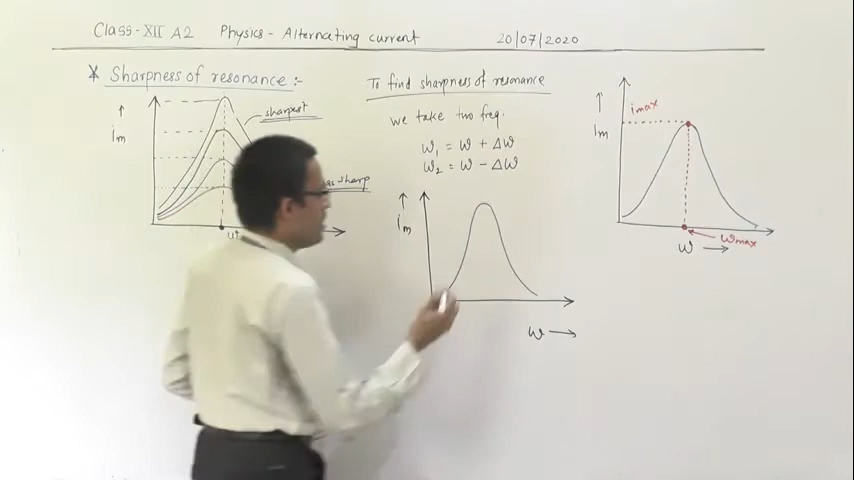 Class-XII A2 Physics - Alternating current 20/07/2020
* Sharpness of resonance :-
↑
im
sharpest
sharp
To find sharpness of resonance
we take two freq.
ω₁ = ω + Δω
ω₂ = ω - Δω
↑
im
ω →
↑
im
imax
ωmax
ω →